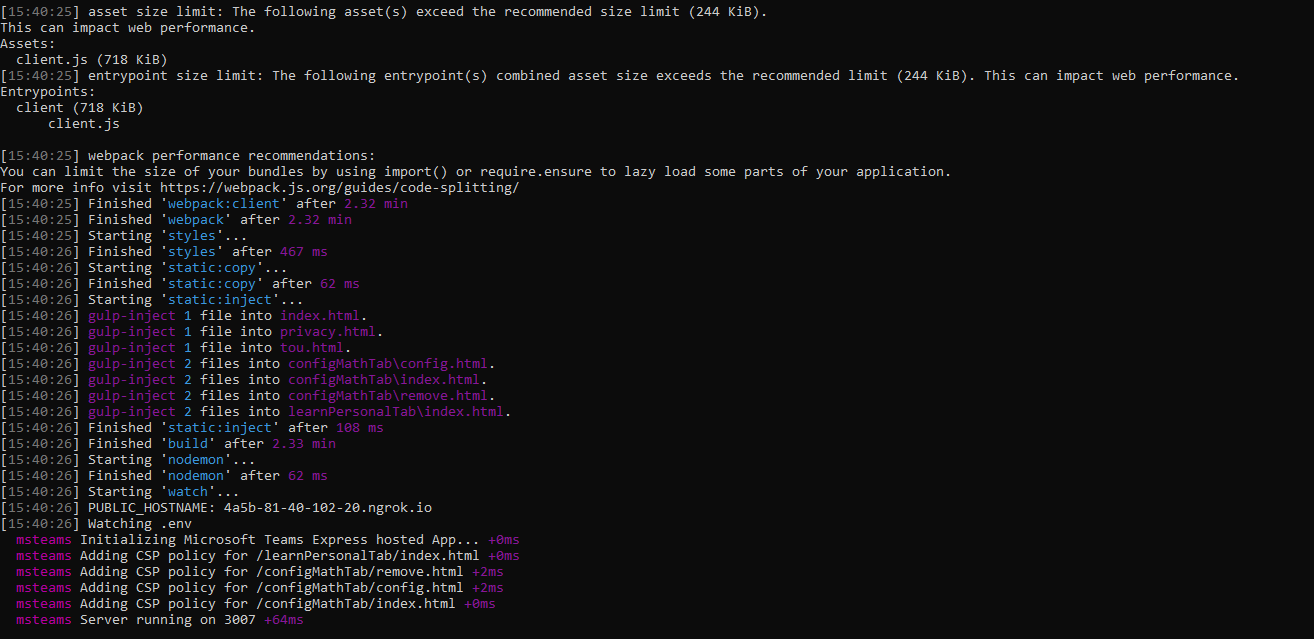 [15:40:25] asset size limit: The following asset(s) exceed the recommended size limit (244 KiB).
This can impact web performance.
Assets:
  client.js (718 KiB)
[15:40:25] entrypoint size limit: The following entrypoint(s) combined asset size exceeds the recommended limit (244 KiB). This can impact web performance.
Entrypoints:
  client (718 KiB)
      client.js

[15:40:25] webpack performance recommendations:
You can limit the size of your bundles by using import() or require.ensure to lazy load some parts of your application.
For more info visit https://webpack.js.org/guides/code-splitting/
[15:40:25] Finished 'webpack:client' after 2.32 min
[15:40:25] Finished 'webpack' after 2.32 min
[15:40:25] Starting 'styles'...
[15:40:26] Finished 'styles' after 467 ms
[15:40:26] Starting 'static:copy'...
[15:40:26] Finished 'static:copy' after 62 ms
[15:40:26] Starting 'static:inject'...
[15:40:26] gulp-inject 1 file into index.html.
[15:40:26] gulp-inject 1 file into privacy.html.
[15:40:26] gulp-inject 1 file into tou.html.
[15:40:26] gulp-inject 2 files into configMathTab\config.html.
[15:40:26] gulp-inject 2 files into configMathTab\index.html.
[15:40:26] gulp-inject 2 files into configMathTab\remove.html.
[15:40:26] gulp-inject 2 files into learnPersonalTab\index.html.
[15:40:26] Finished 'static:inject' after 108 ms
[15:40:26] Finished 'build' after 2.33 min
[15:40:26] Starting 'nodemon'...
[15:40:26] Finished 'nodemon' after 62 ms
[15:40:26] Starting 'watch'...
[15:40:26] PUBLIC_HOSTNAME: 4a5b-81-40-102-20.ngrok.io
[15:40:26] Watching .env
  msteams Initializing Microsoft Teams Express hosted App... +0ms
  msteams Adding CSP policy for /learnPersonalTab/index.html +0ms
  msteams Adding CSP policy for /configMathTab/remove.html +2ms
  msteams Adding CSP policy for /configMathTab/config.html +2ms
  msteams Adding CSP policy for /configMathTab/index.html +0ms
  msteams Server running on 3007 +64ms